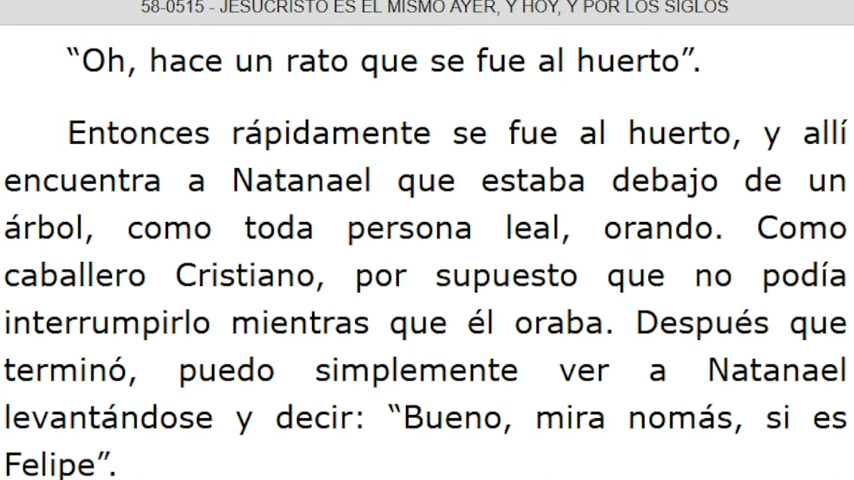 58-0515 - JESUCRISTO ES EL MISMO AYER, Y HOY, Y POR LOS SIGLOS
“Oh, hace un rato que se fue al huerto”.
Entonces rápidamente se fue al huerto, y allí
encuentra a Natanael que estaba debajo de un
árbol, como toda persona leal, orando. Como
caballero Cristiano, por supuesto que no podía
interrumpirlo mientras que él oraba. Después que
terminó, puedo simplemente ver a Natanael
levantándose y decir: “Bueno, mira nomás, si es
Felipe”.